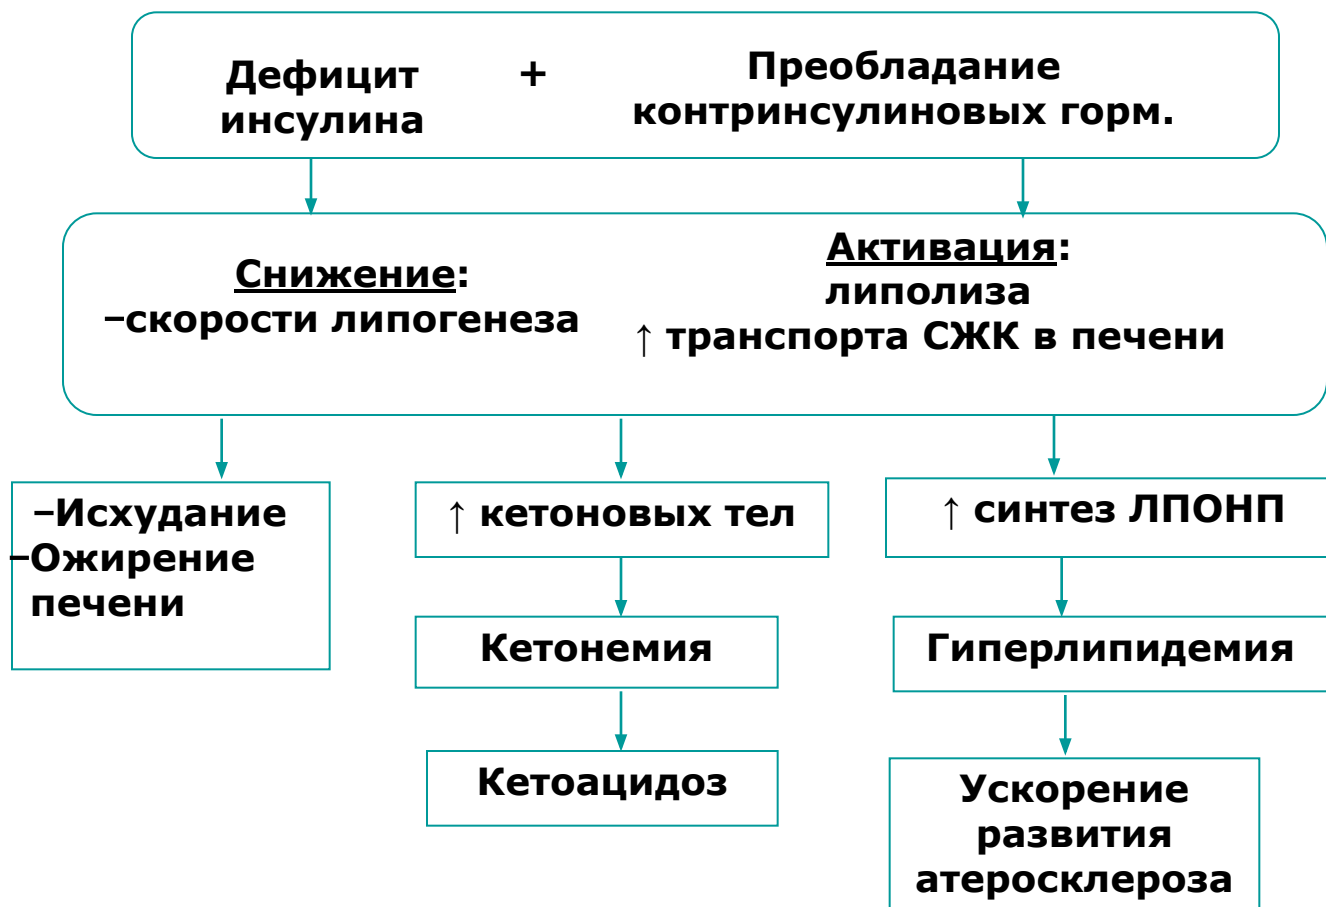 Дефицит
инсулина
+
Преобладание
контринсулиновых горм.
Снижение:
–скорости липогенеза
Активация:
липолиза
↑ транспорта СЖК в печени
–Исхудание
–Ожирение
печени
↑ кетоновых тел
Кетонемия
Кетоацидоз
↑ синтез ЛПОНП
Гиперлипидемия
Ускорение
развития
атеросклероза